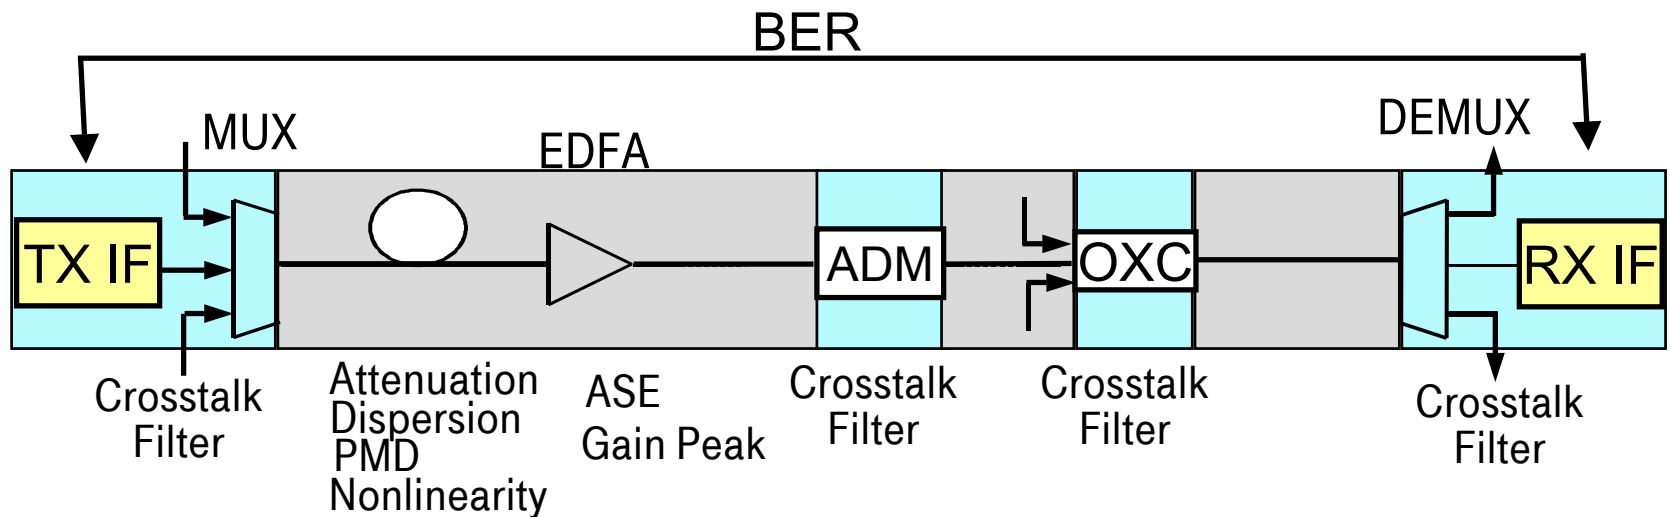 BER
MUX
EDFA
DEMUX
TX IF
ADM
OXC
RX IF
Crosstalk
Filter
Attenuation
Dispersion
PMD
Nonlinearity
ASE
Gain Peak
Crosstalk
Filter
Crosstalk
Filter
Crosstalk
Filter